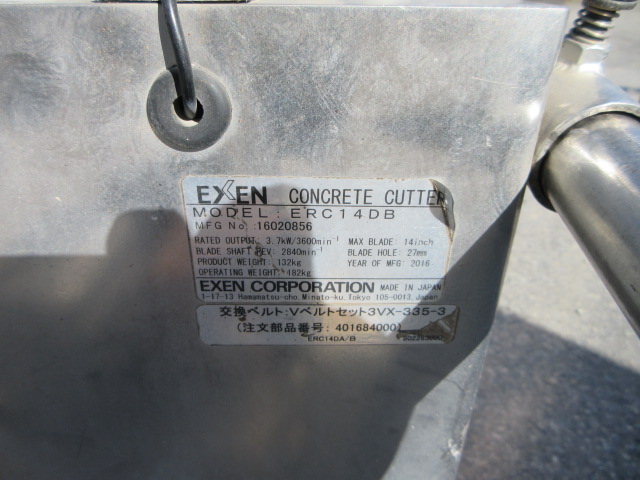 EXEN CONCRETE CUTTER
MODEL : ERC14DB
MFG No: 16020856
RATED OUTPUT: 3.7kW/3600min⁻¹ MAX BLADE: 14inch
BLADE SHAFT REV: 2840min⁻¹ BLADE HOLE: 27mm
PRODUCT WEIGHT: 132kg YEAR OF MFG: 2016
OPERATING WEIGHT: 482kg
EXEN CORPORATION MADE IN JAPAN
1-17-13 Hamamatsu-cho, Minato-ku, Tokyo 105-0013, Japan
交換ベルト:Vベルトセット3VX-335-3
(注文部品番号: 401684000)
ERC14DA/B